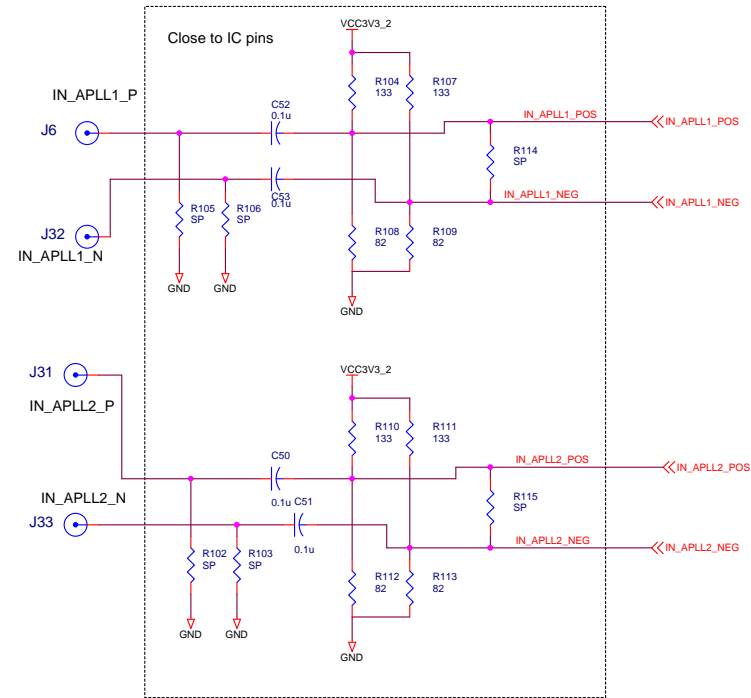 Close to IC pins
VCC3V3_2
R104
133
R107
133
IN_APLL1_P
J6
C52
0.1u
IN_APLL1_POS
IN_APLL1_POS
R114
SP
C53
0.1u
IN_APLL1_NEG
IN_APLL1_NEG
R105
SP
R106
SP
J32
IN_APLL1_N
R108
82
R109
82
GND
GND
GND
J31
IN_APLL2_P
VCC3V3_2
R110
133
R111
133
C50
0.1u
IN_APLL2_POS
IN_APLL2_POS
IN_APLL2_N
J33
C51
0.1u
R115
SP
IN_APLL2_NEG
IN_APLL2_NEG
R102
SP
R103
SP
R112
82
R113
82
GND
GND
GND